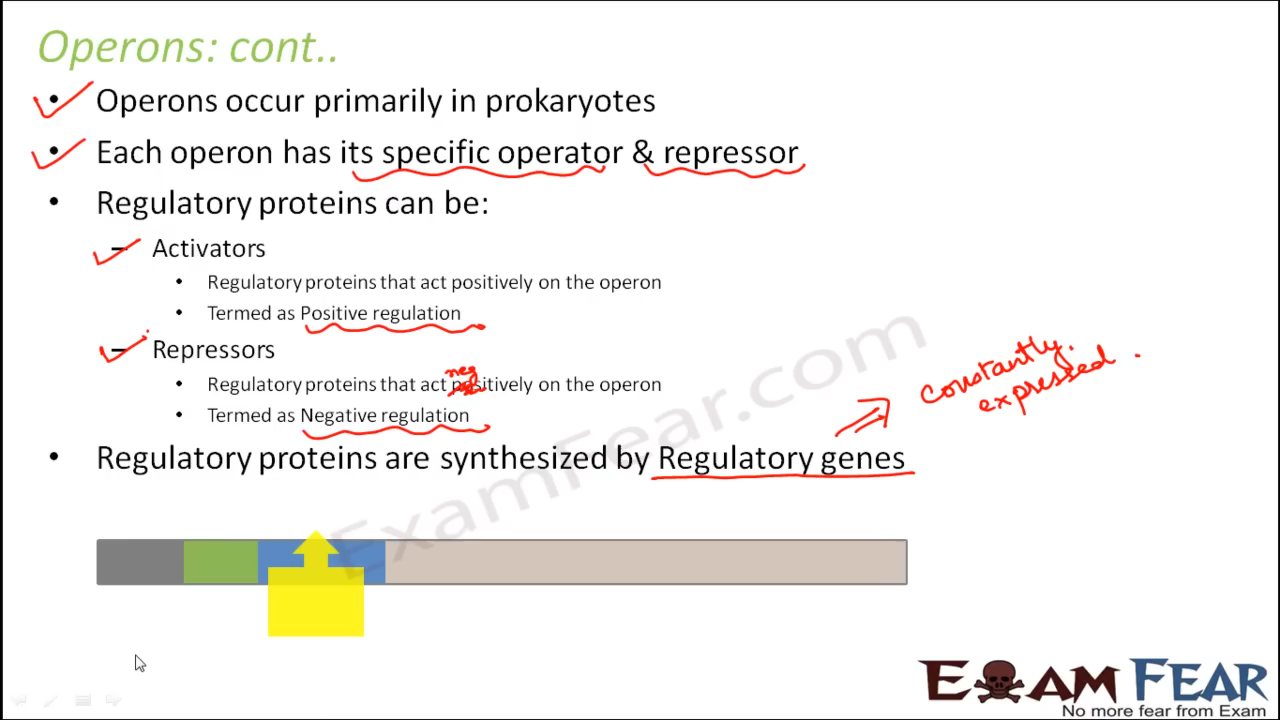 Operons: cont..
• Operons occur primarily in prokaryotes
• Each operon has its specific operator & repressor
• Regulatory proteins can be:
– Activators
• Regulatory proteins that act positively on the operon
• Termed as Positive regulation
– Repressors
neg
• Regulatory proteins that act positively on the operon
• Termed as Negative regulation
constantly.
expressed.
• Regulatory proteins are synthesized by Regulatory genes
ExamFear.com
EXAM FEAR
No more fear from Exam